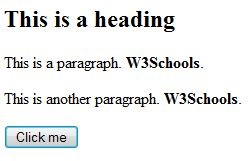 This is a heading
This is a paragraph. W3Schools.
This is another paragraph. W3Schools.
Click me